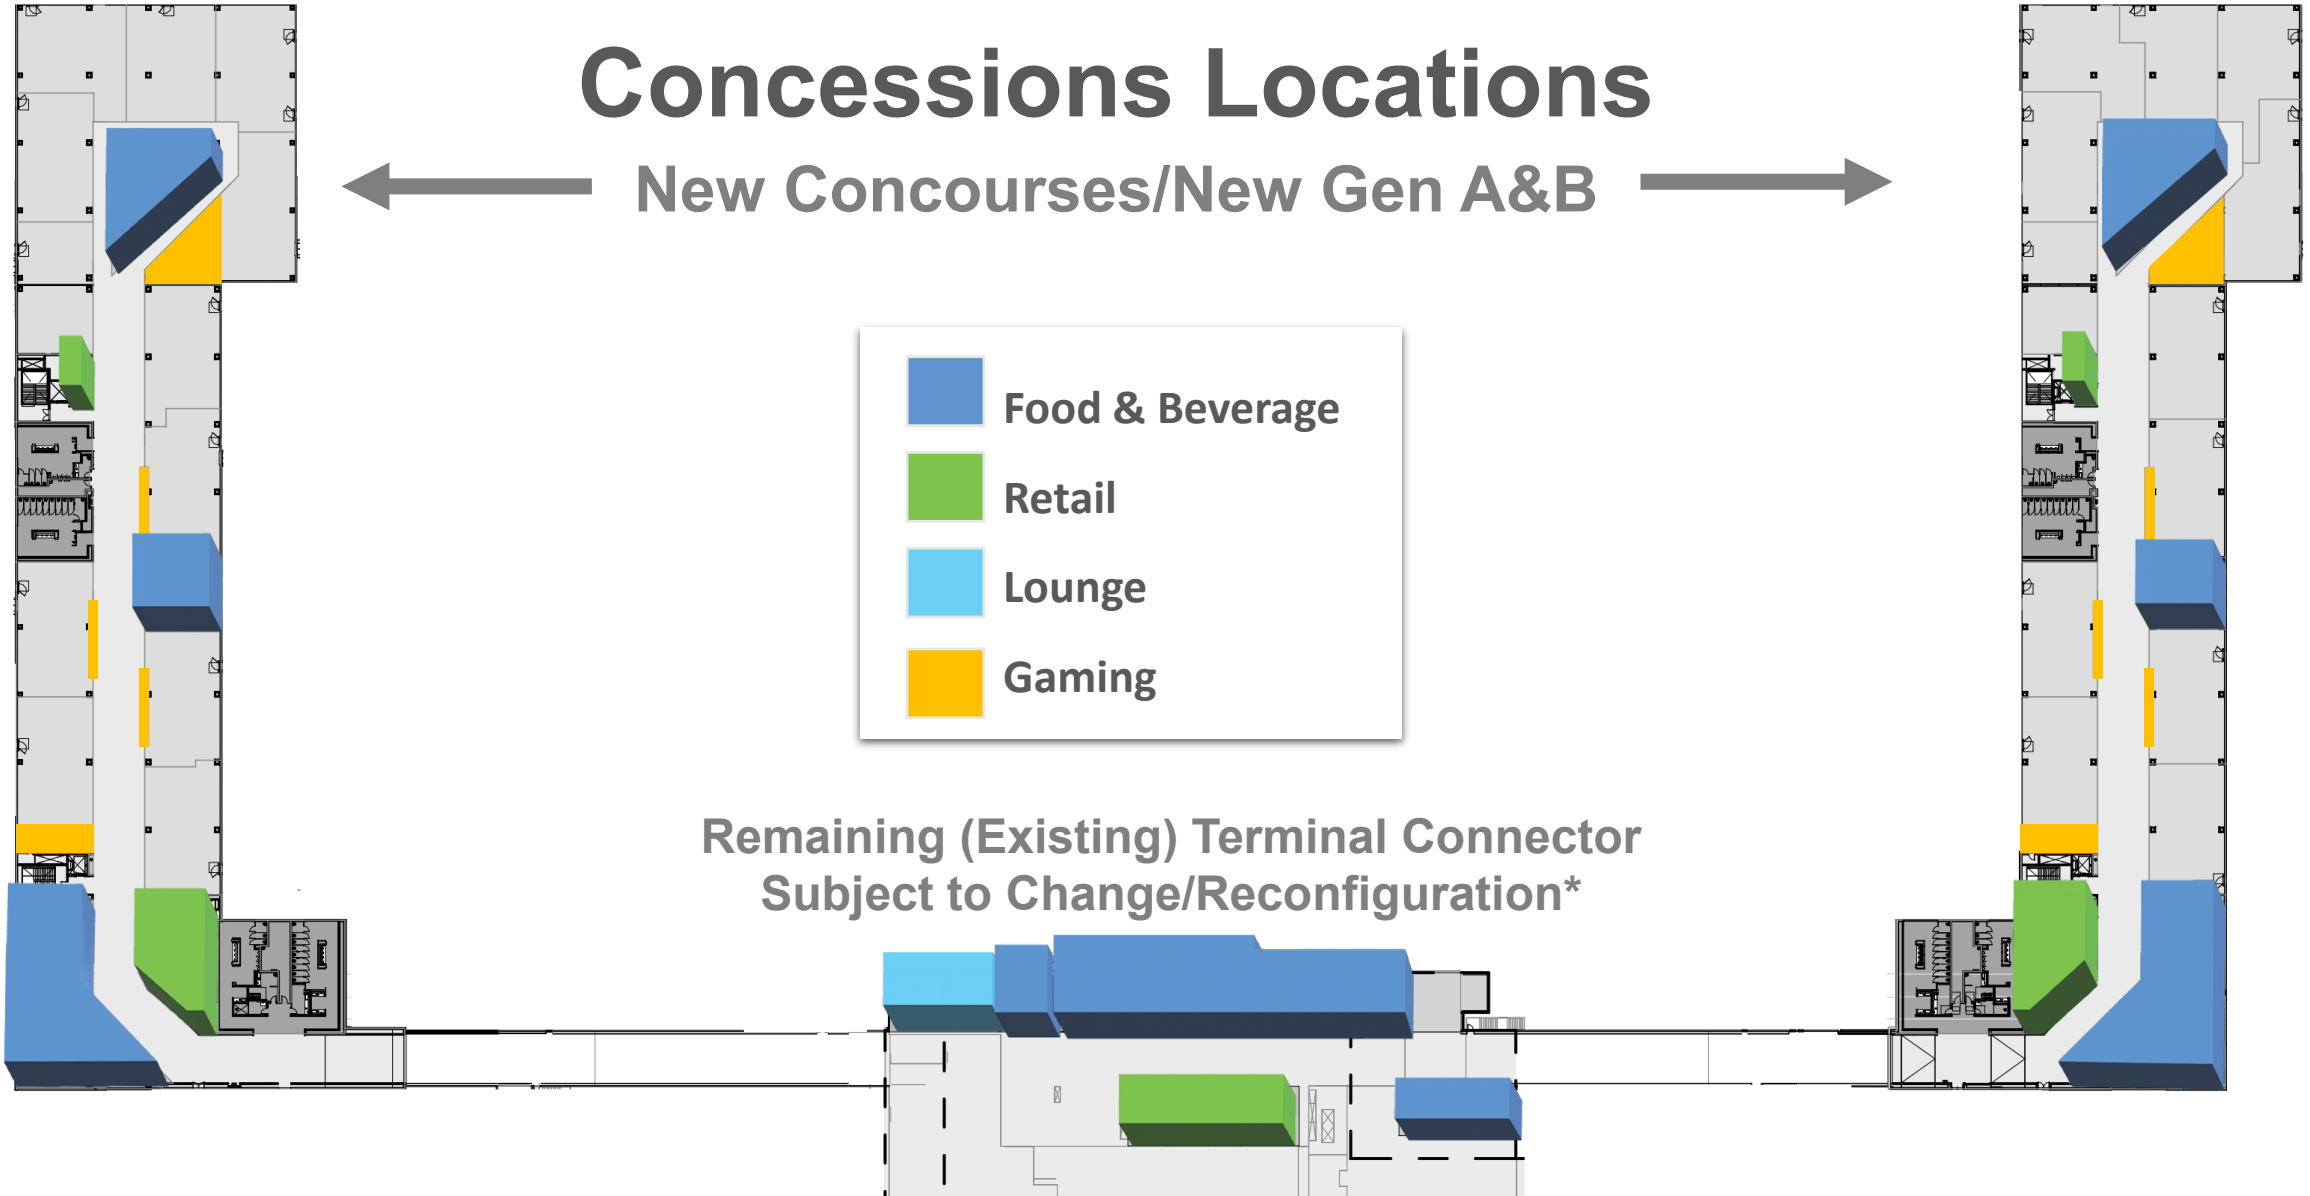 Concessions Locations
New Concourses/New Gen A&B
Food & Beverage
Retail
Lounge
Gaming
Remaining (Existing) Terminal Connector
Subject to Change/Reconfiguration*